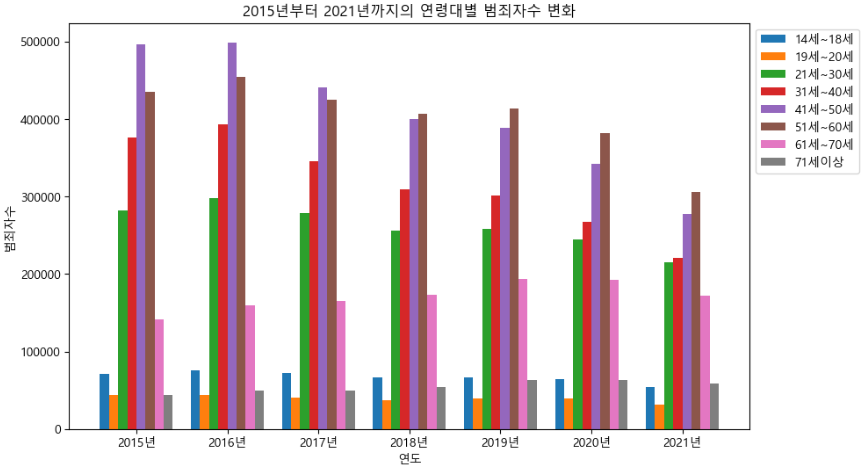 2015년부터 2021년까지의 연령대별 범죄자수 변화
500000
400000
300000
200000
100000
0
범죄자수
2015년 2016년 2017년 2018년 2019년 2020년 2021년
연도
14세~18세
19세~20세
21세~30세
31세~40세
41세~50세
51세~60세
61세~70세
71세이상